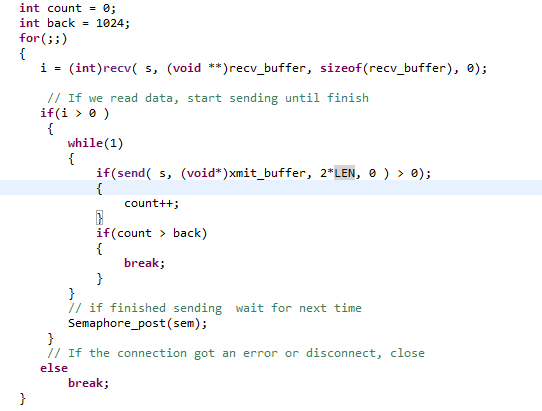 int count = 0;
int back = 1024;
for(;;)
{
i = (int)recv( s, (void **)recv_buffer, sizeof(recv_buffer), 0);
// If we read data, start sending until finish
if(i > 0 )
{
while(1)
{
if(send( s, (void*)xmit_buffer, 2*LEN, 0 ) > 0);
{
count++;
}
if(count > back)
{
break;
}
}
// if finished sending  wait for next time
Semaphore_post(sem);
}
// If the connection got an error or disconnect, close
else
break;
}